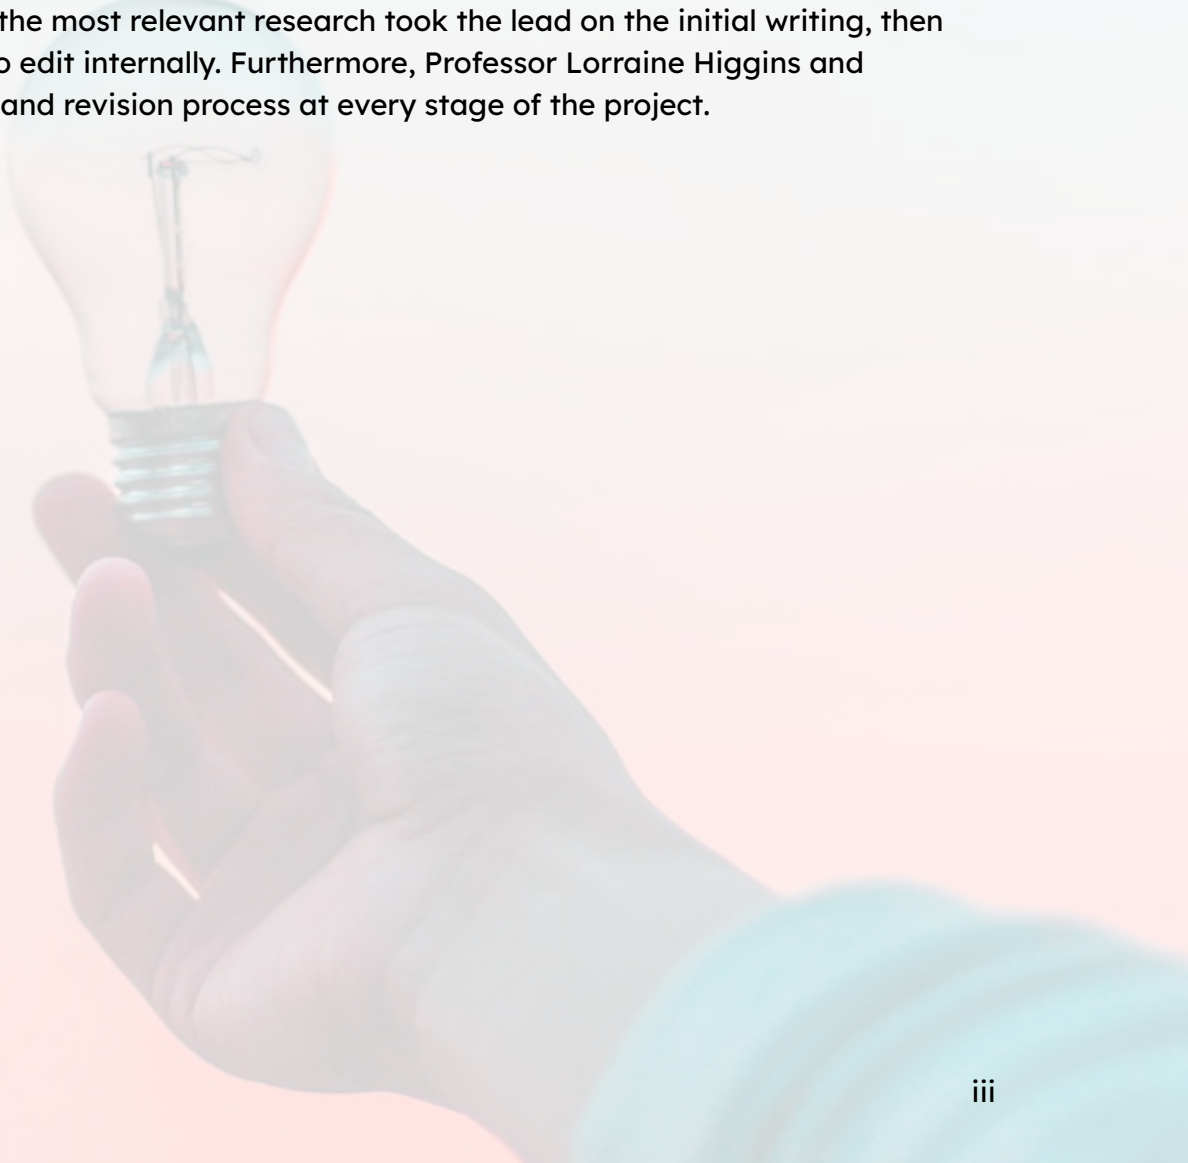 the most relevant research took the lead on the initial writing, then
edit internally. Furthermore, Professor Lorraine Higgins and
and revision process at every stage of the project.
iii